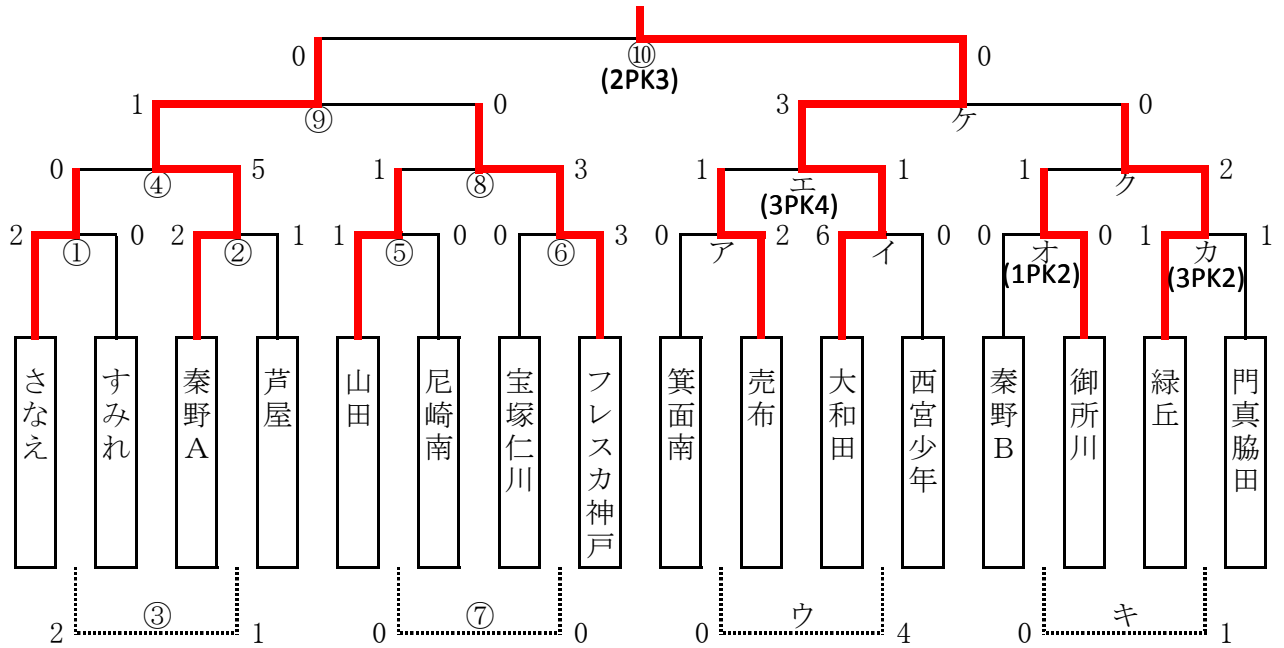 0 ⑩ 0
(2PK3)
1 ⑨ 0 3 ケ 0
0 ④ 5 1 ⑧ 3 1 エ 1 1 ク 2
(3PK4)
2 ① 0 2 ② 1 1 ⑤ 0 0 ⑥ 3 0 ア 2 6 イ 0 0 オ 0 1 カ 1
(1PK2) (3PK2)
さなえ
すみれ
秦野A
芦屋
山田
尼崎南
宝塚仁川
フレスカ神戸
箕面南
売布
大和田
西宮少年
秦野B
御所川
緑丘
門真脇田
2 ③ 1 0 ⑦ 0 0 ウ 4 0 キ 1